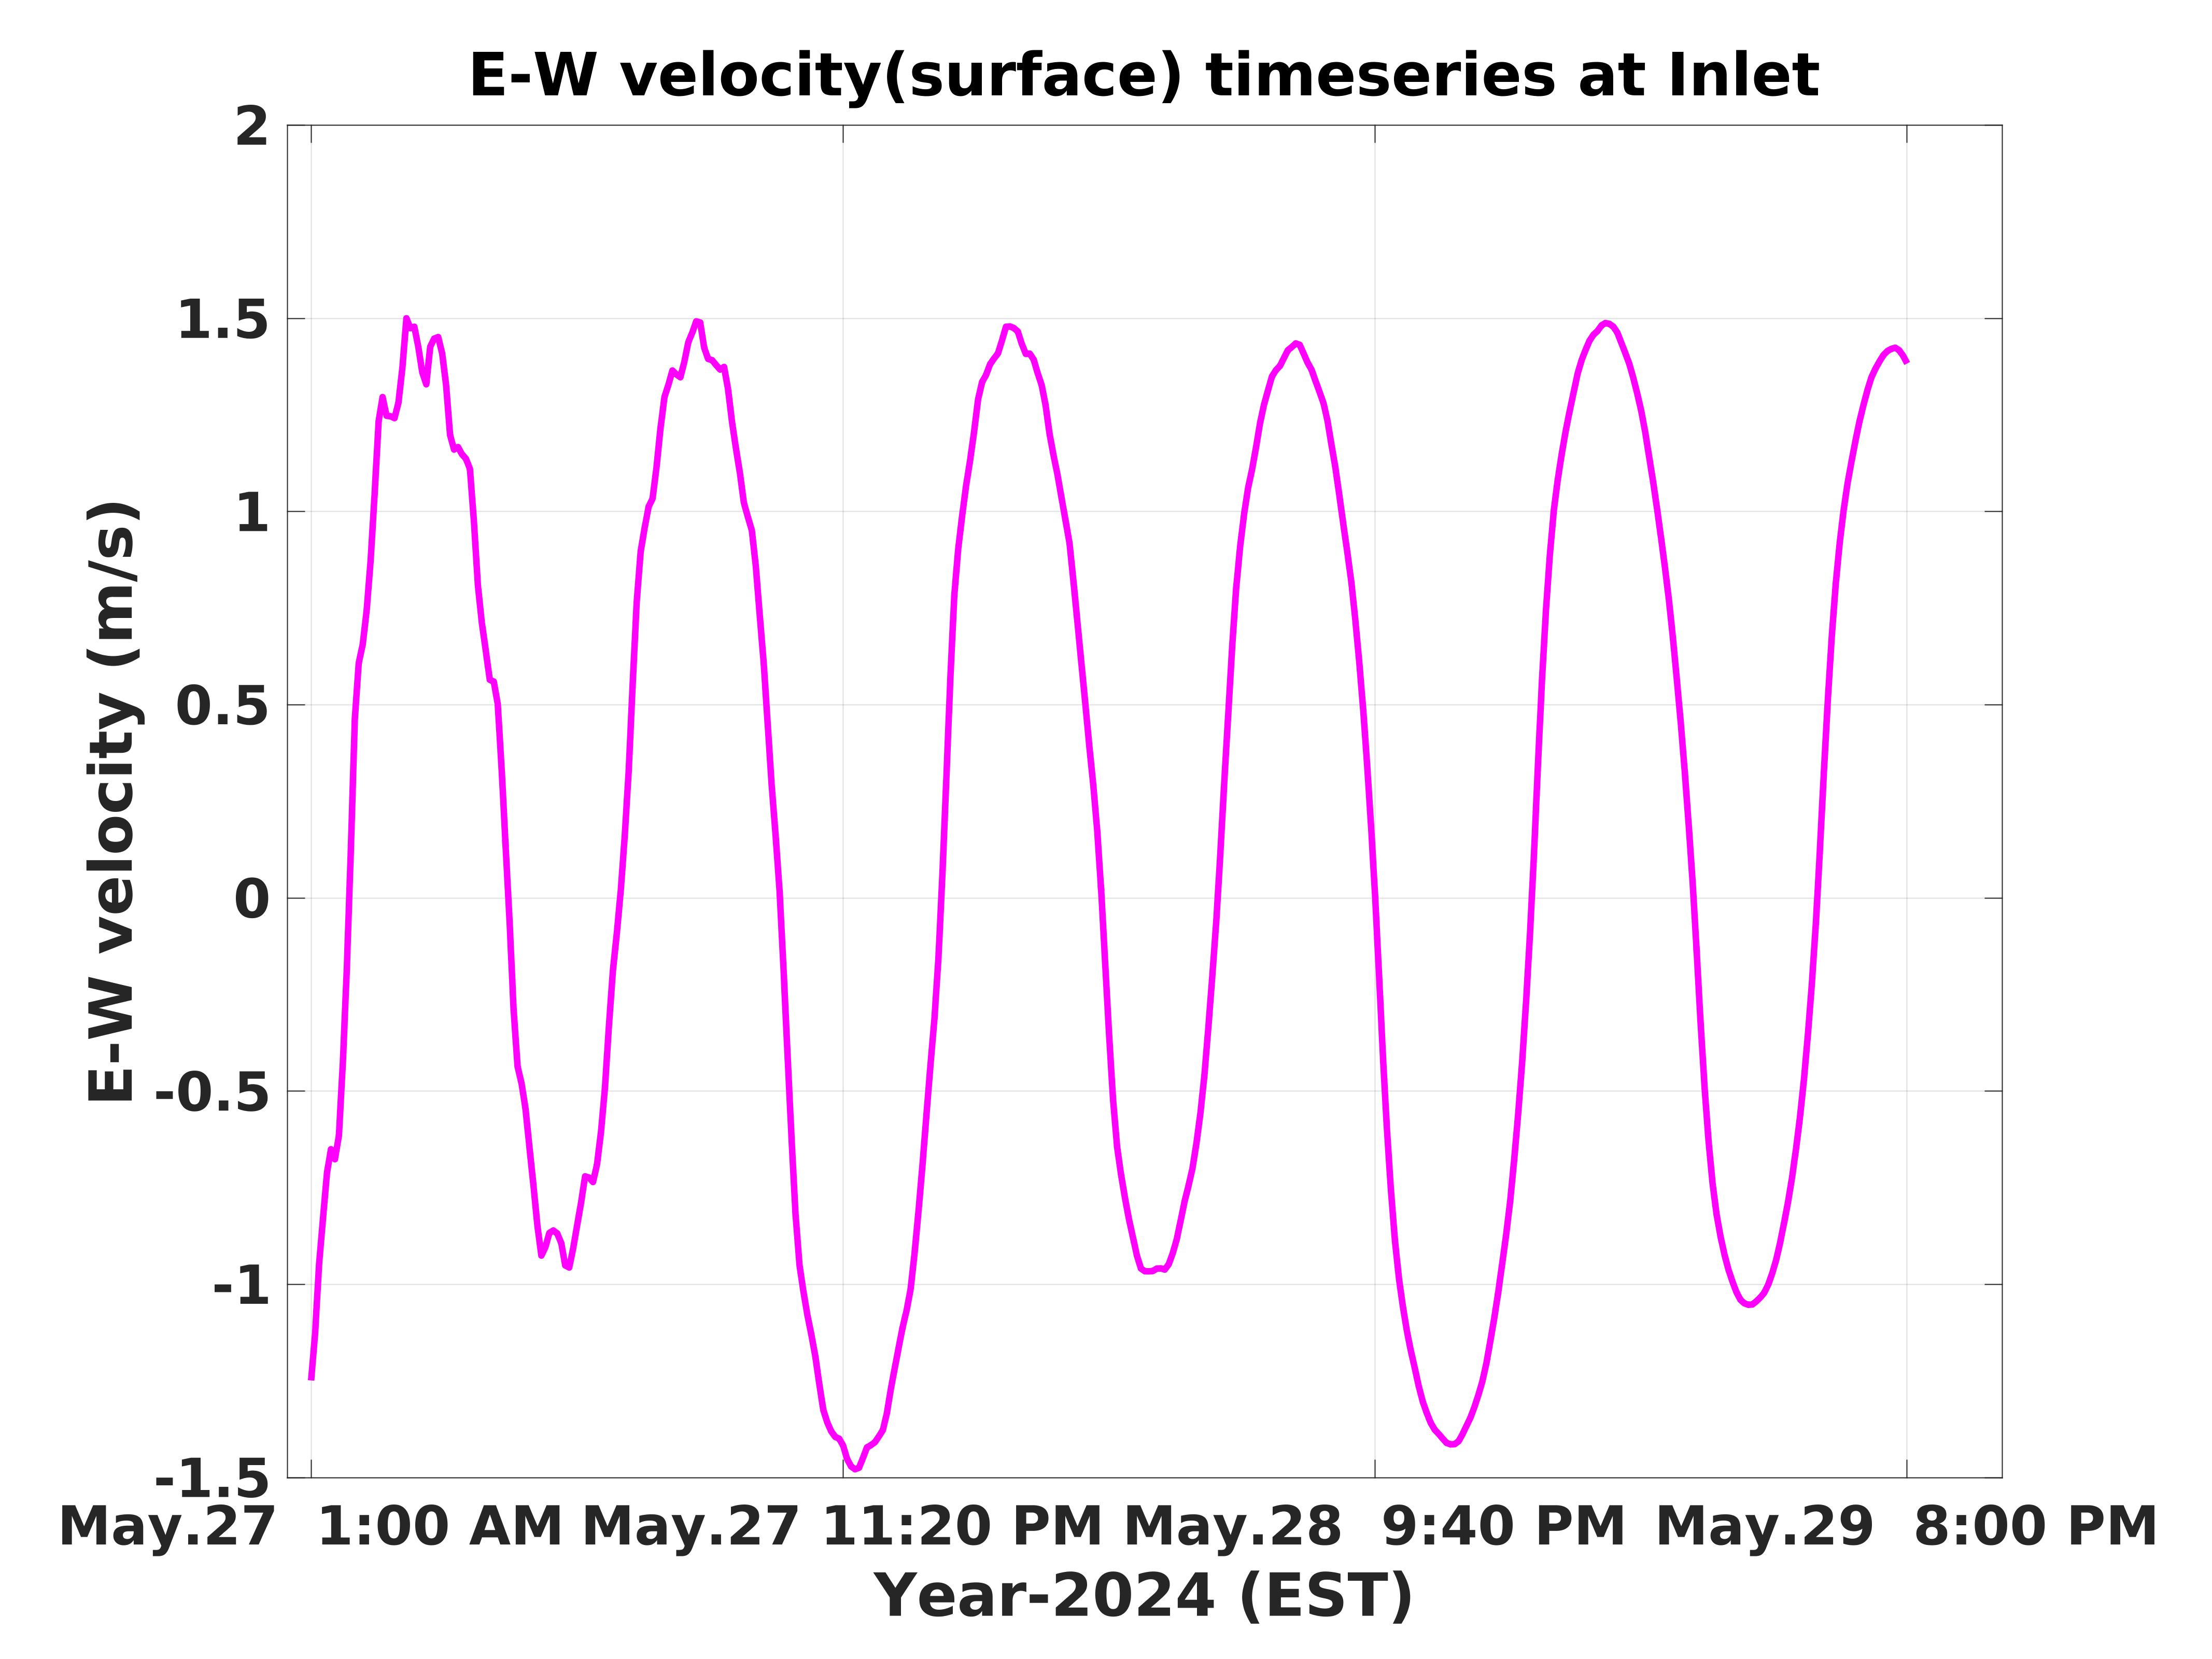 E-W velocity(surface) timeseries at Inlet
E-W velocity (m/s)
2
1.5
1
0.5
0
-0.5
-1
-1.5
May.27 1:00 AM May.27 11:20 PM May.28 9:40 PM May.29 8:00 PM
Year-2024 (EST)